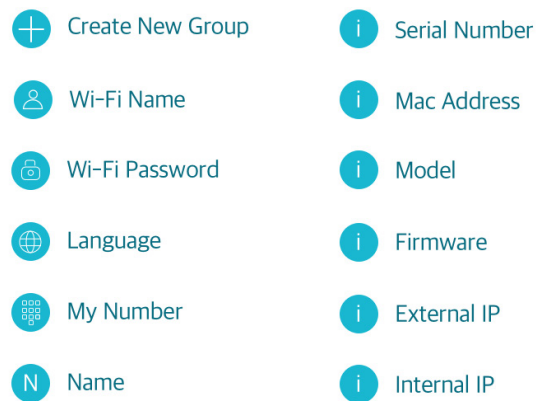 Create New Group
Wi-Fi Name
Wi-Fi Password
Language
My Number
N Name
i Serial Number
i Mac Address
i Model
i Firmware
i External IP
i Internal IP